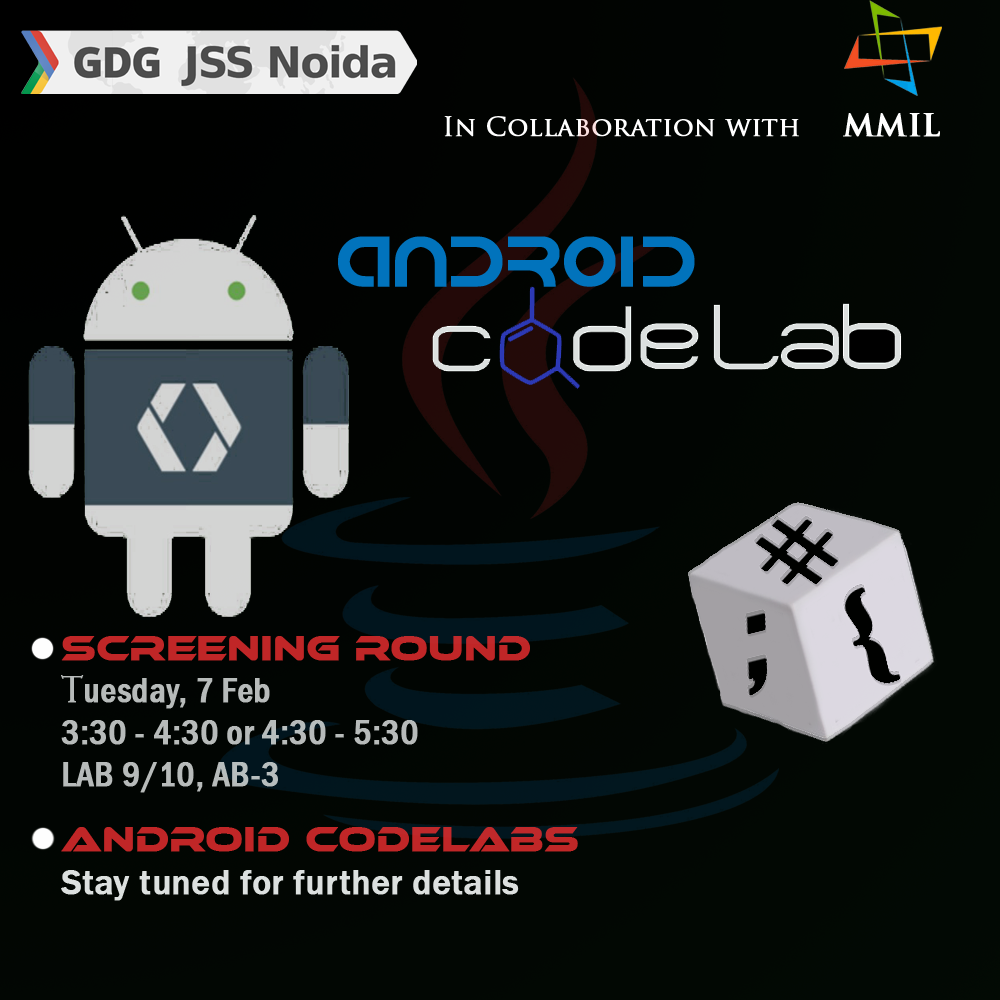 GDG JSS Noida
IN COLLABORATION WITH MMIL
ANDROID
codeLab
#
;
{
SCREENING ROUND
Tuesday, 7 Feb
3:30 - 4:30 or 4:30 - 5:30
LAB 9/10, AB-3
ANDROID CODELABS
Stay tuned for further details